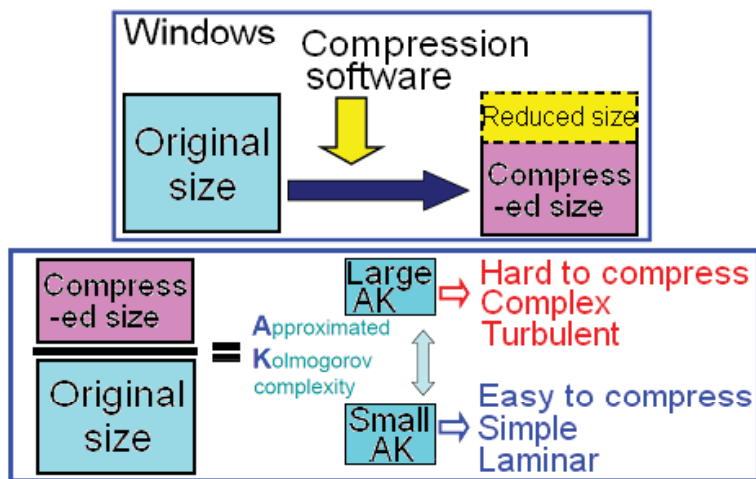 Windows
Compression
software
Original
size
Reduced size
Compress
-ed size
Compress
-ed size
Original
size
=
Approximated
Kolmogorov
complexity
Large
AK
Hard to compress
Complex
Turbulent
Small
AK
Easy to compress
Simple
Laminar